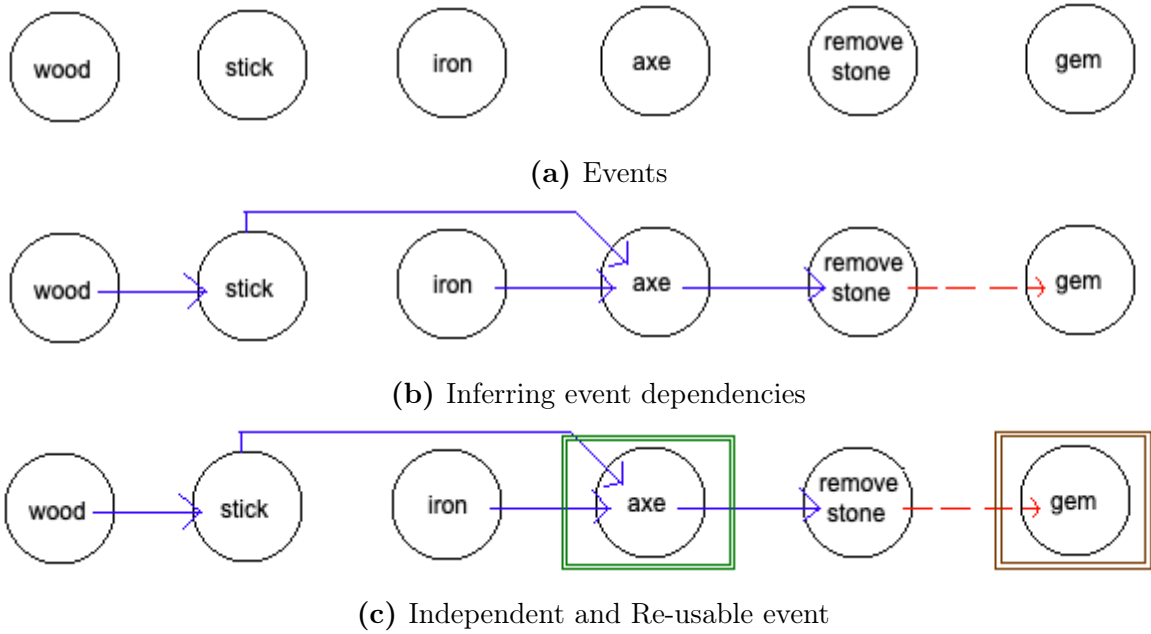 wood stick iron axe remove stone gem
(a) Events
wood stick iron axe remove stone gem
(b) Inferring event dependencies
wood stick iron axe remove stone gem
(c) Independent and Re-usable event